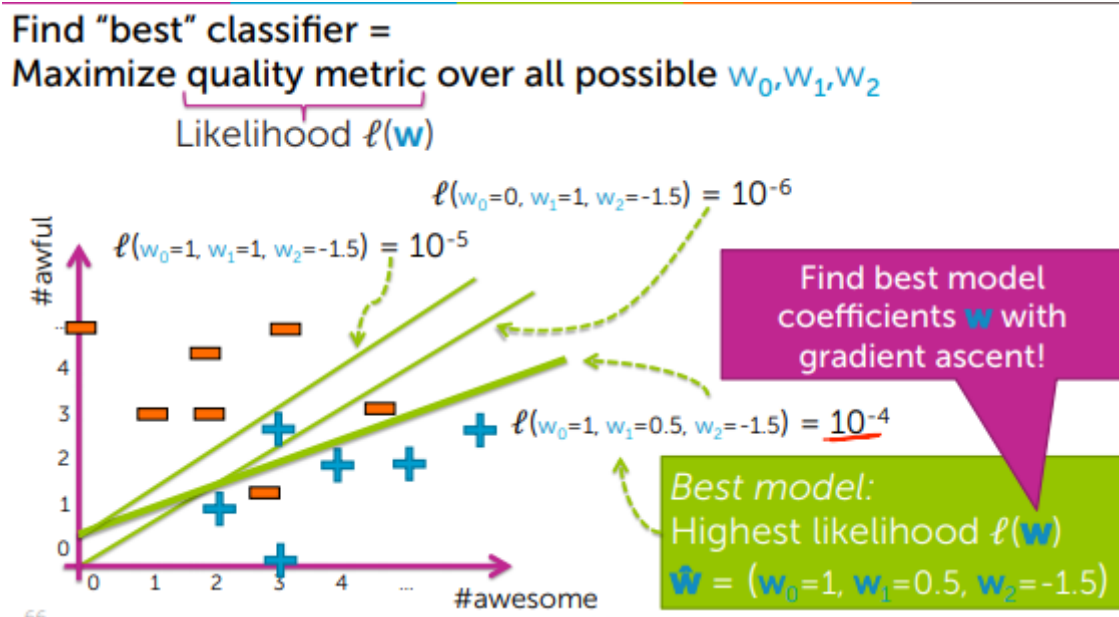 Find “best” classifier =
Maximize quality metric over all possible w₀,w₁,w₂
Likelihood ℓ(w)
ℓ(w₀=0, w₁=1, w₂=-1.5) = 10⁻⁶
ℓ(w₀=1, w₁=1, w₂=-1.5) = 10⁻⁵
#awful
Find best model
coefficients w with
gradient ascent!
...
4
3
2
1
0
ℓ(w₀=1, w₁=0.5, w₂=-1.5) = 10⁻⁴
Best model:
Highest likelihood ℓ(w)
ŵ = (w₀=1, w₁=0.5, w₂=-1.5)
0 1 2 3 4 ...
#awesome